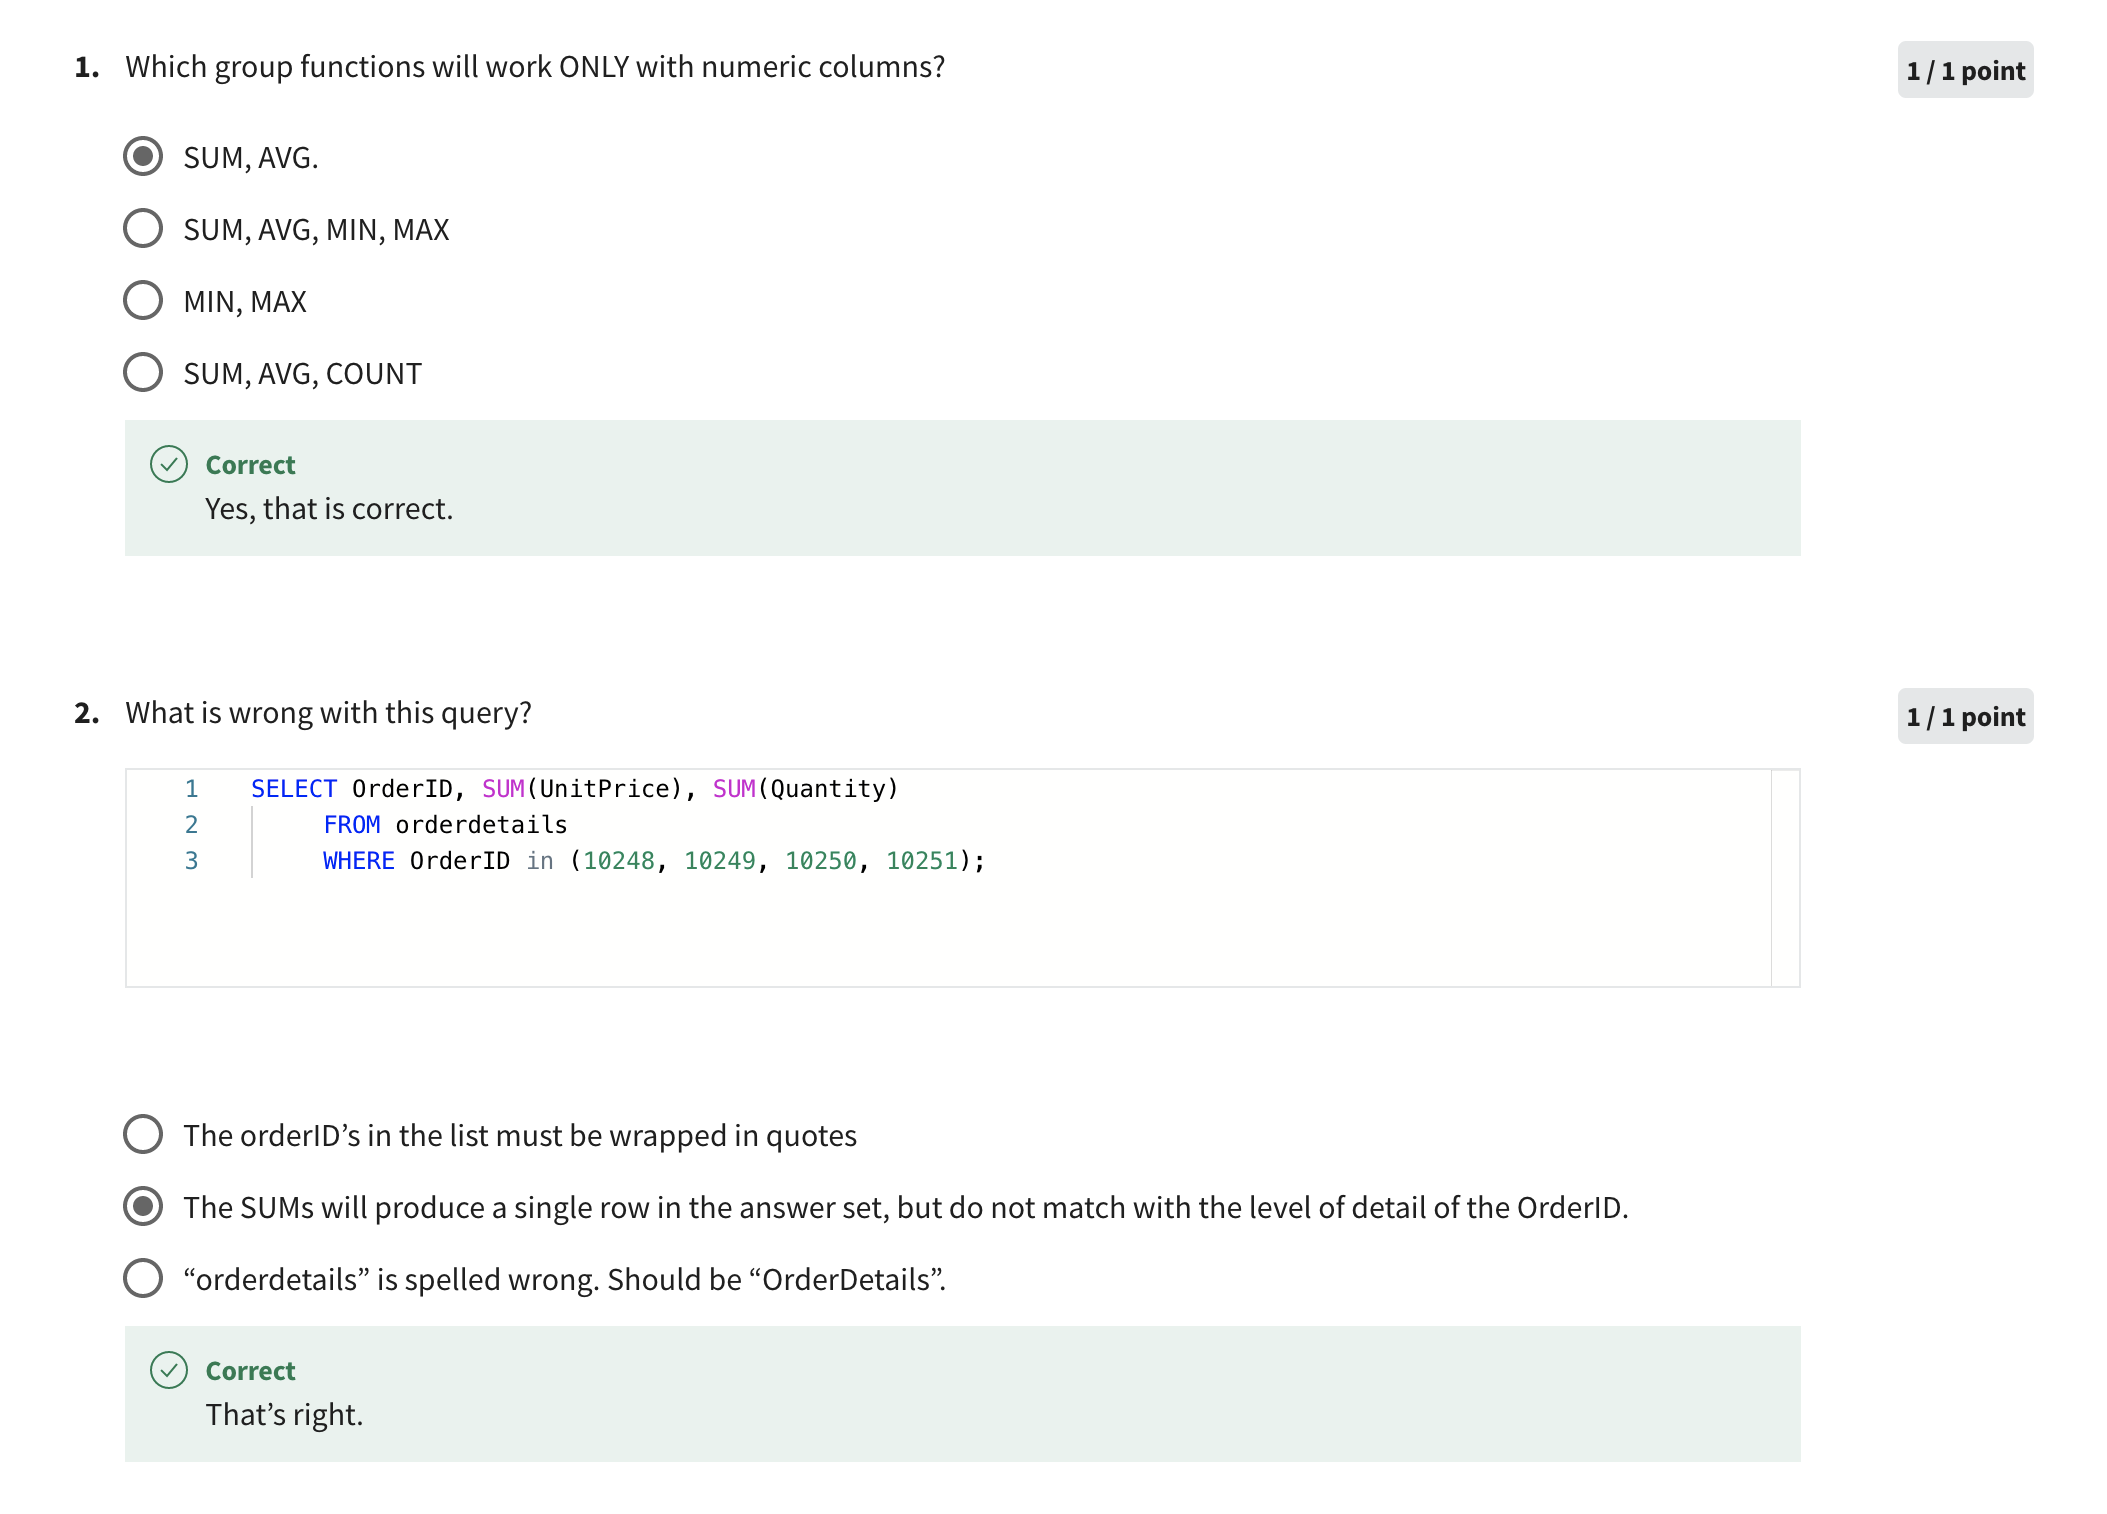 1. Which group functions will work ONLY with numeric columns?
1 / 1 point
SUM, AVG.
SUM, AVG, MIN, MAX
MIN, MAX
SUM, AVG, COUNT
Correct
Yes, that is correct.
2. What is wrong with this query?
1 / 1 point
1 SELECT OrderID, SUM(UnitPrice), SUM(Quantity)
2 FROM orderdetails
3 WHERE OrderID in (10248, 10249, 10250, 10251);
The orderID’s in the list must be wrapped in quotes
The SUMs will produce a single row in the answer set, but do not match with the level of detail of the OrderID.
“orderdetails” is spelled wrong. Should be “OrderDetails”.
Correct
That’s right.